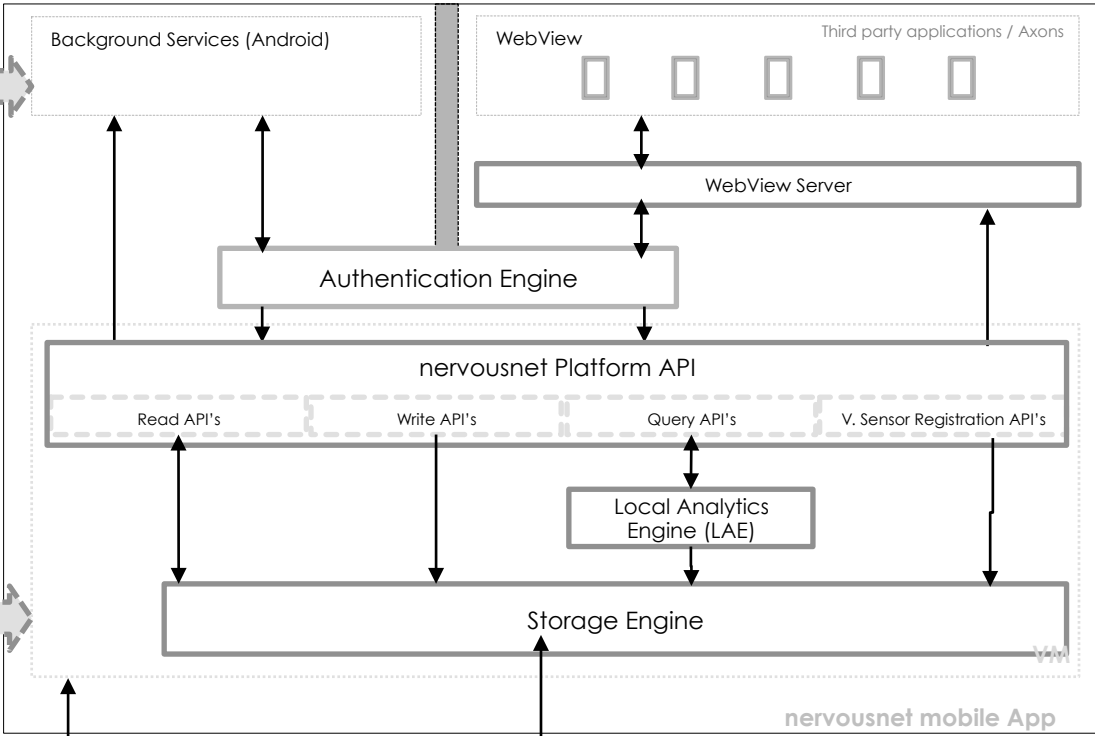 Background Services (Android)
WebView
Third party applications / Axons
WebView Server
Authentication Engine
nervousnet Platform API
Read API's
Write API's
Query API's
V. Sensor Registration API's
Local Analytics
Engine (LAE)
Storage Engine
VM
nervousnet mobile App